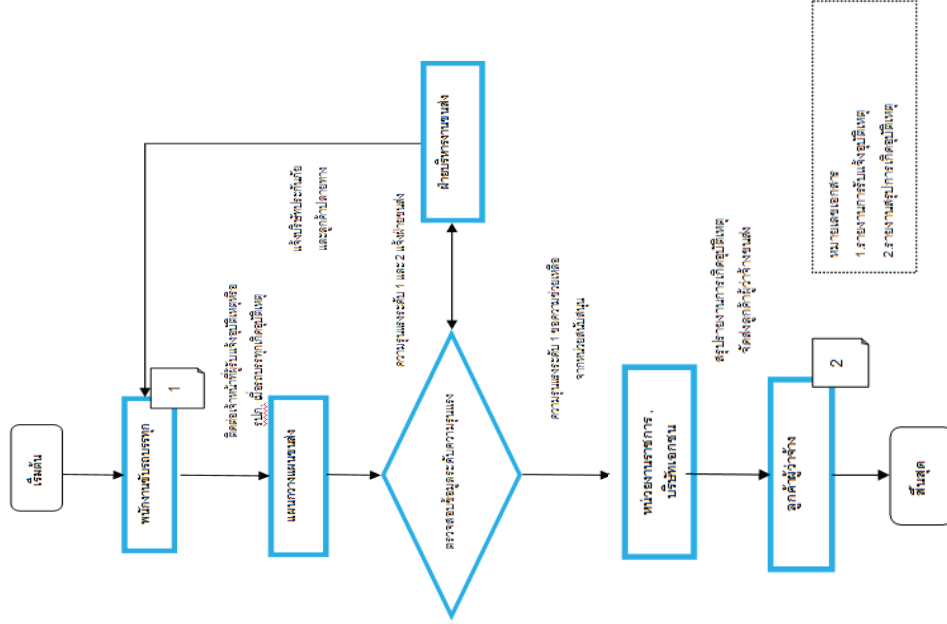 เริ่มต้น
พนักงานขับรถบรรทุก
1
ติดต่อเจ้าหน้าที่ผู้รับแจ้งอุบัติเหตุหรือ
รปภ. เมื่อรถบรรทุกเกิดอุบัติเหตุ
แผนกวางแผนขนส่ง
แจ้งบริษัทประกันภัย
และลูกค้าปลายทาง
ตรวจสอบข้อมูลระดับความรุนแรง
ความรุนแรงระดับ 1 และ 2 แจ้งฝ่ายขนส่ง
ฝ่ายบริหารงานขนส่ง
ความรุนแรงระดับ 1 ขอความช่วยเหลือ
จากหน่วยสนับสนุน
หน่วยงานราชการ ,
บริษัทเอกชน
สรุปรายงานการเกิดอุบัติเหตุ
จัดส่งลูกค้าผู้ว่าจ้างขนส่ง
ลูกค้าผู้ว่าจ้าง
2
สิ้นสุด
หมายเลขเอกสาร
1.รายงานการรับแจ้งอุบัติเหตุ
2.รายงานสรุปการเกิดอุบัติเหตุ